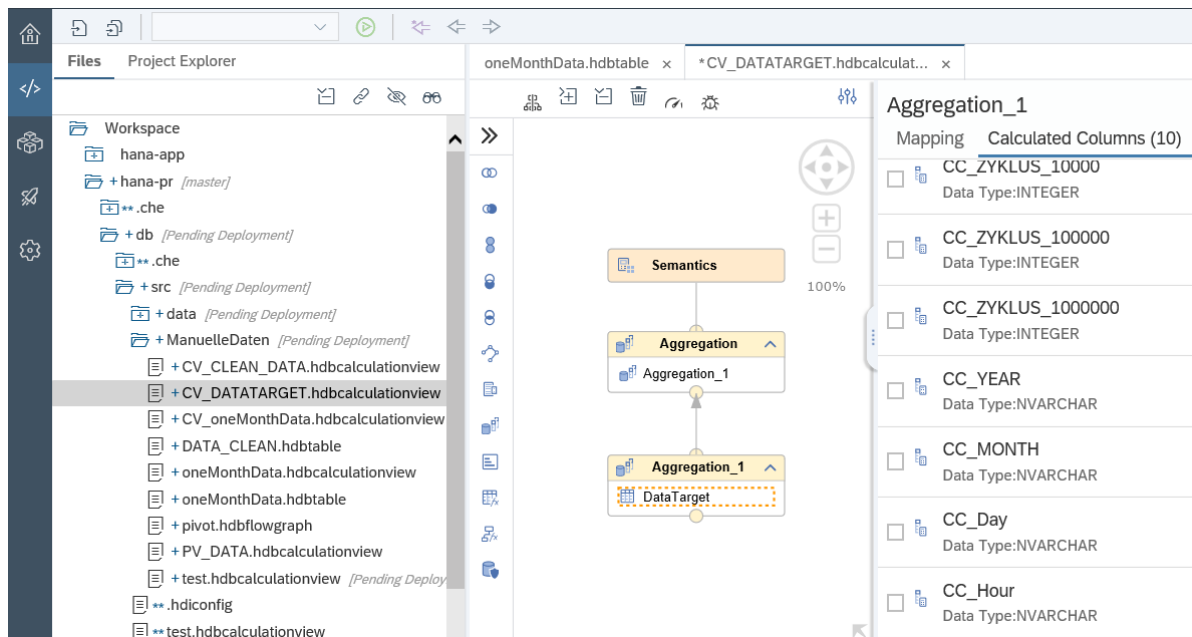 Files
Project Explorer
Workspace
hana-app
+hana-pr [master]
**.che
+db [Pending Deployment]
**.che
+src [Pending Deployment]
+data [Pending Deployment]
+ManuelleDaten [Pending Deployment]
+CV_CLEAN_DATA.hdbcalculationview
+CV_DATATARGET.hdbcalculationview
+CV_oneMonthData.hdbcalculationview
+DATA_CLEAN.hdbtable
+oneMonthData.hdbcalculationview
+oneMonthData.hdbtable
+pivot.hdbflowgraph
+PV_DATA.hdbcalculationview
+test.hdbcalculationview [Pending Deploy
**.hdiconfig
**test.hdbcalculationview
oneMonthData.hdbtable ×
*CV_DATATARGET.hdbcalculat... ×
Semantics
Aggregation
Aggregation_1
Aggregation_1
DataTarget
100%
Aggregation_1
Mapping
Calculated Columns (10)
CC_ZYKLUS_10000
Data Type:INTEGER
CC_ZYKLUS_100000
Data Type:INTEGER
CC_ZYKLUS_1000000
Data Type:INTEGER
CC_YEAR
Data Type:NVARCHAR
CC_MONTH
Data Type:NVARCHAR
CC_Day
Data Type:NVARCHAR
CC_Hour
Data Type:NVARCHAR